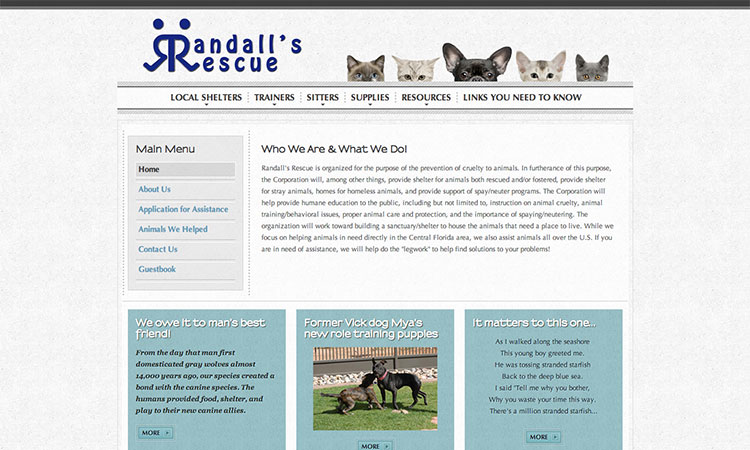 Randall's
Rescue
LOCAL SHELTERS TRAINERS SITTERS SUPPLIES RESOURCES LINKS YOU NEED TO KNOW
Main Menu
Home
About Us
Application for Assistance
Animals We Helped
Contact Us
Guestbook
Who We Are & What We Do!
Randall's Rescue is organized for the purpose of the prevention of cruelty to animals. In furtherance of this purpose,
the Corporation will, among other things, provide shelter for animals both rescued and/or fostered, provide shelter
for stray animals, homes for homeless animals, and provide support of spay/neuter programs. The Corporation will
help provide humane education to the public, including but not limited to, instruction on animal cruelty, animal
training/behavioral issues, proper animal care and protection, and the importance of spaying/neutering. The
organization will work toward building a sanctuary/shelter to house the animals that need a place to live. While we
focus on helping animals in need directly in the Central Florida area, we also assist animals all over the U.S. If you
are in need of assistance, we will help do the "legwork" to help find solutions to your problems!
We owe it to man's best
friend!
From the day that man first
domesticated gray wolves almost
14,000 years ago, our species created a
bond with the canine species. The
humans provided food, shelter, and
play to their new canine allies.
MORE
Former Vick dog Mya's
new role training puppies
MORE
It matters to this one...
As I walked along the seashore
This young boy greeted me.
He was tossing stranded starfish
Back to the deep blue sea.
I said "Tell me why you bother,
Why you waste your time this way.
There's a million stranded starfish...
MORE